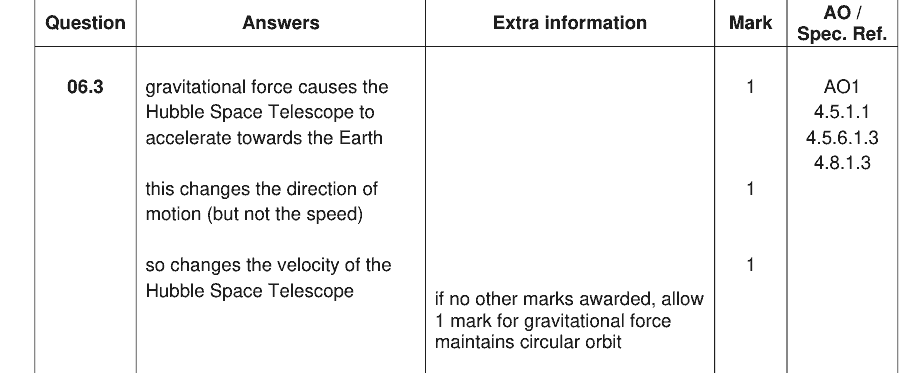 Question Answers Extra information Mark AO / Spec. Ref.
06.3 gravitational force causes the 1 AO1
Hubble Space Telescope to 4.5.1.1
accelerate towards the Earth 4.5.6.1.3
4.8.1.3
this changes the direction of 1
motion (but not the speed)
so changes the velocity of the 1
Hubble Space Telescope
if no other marks awarded, allow
1 mark for gravitational force
maintains circular orbit